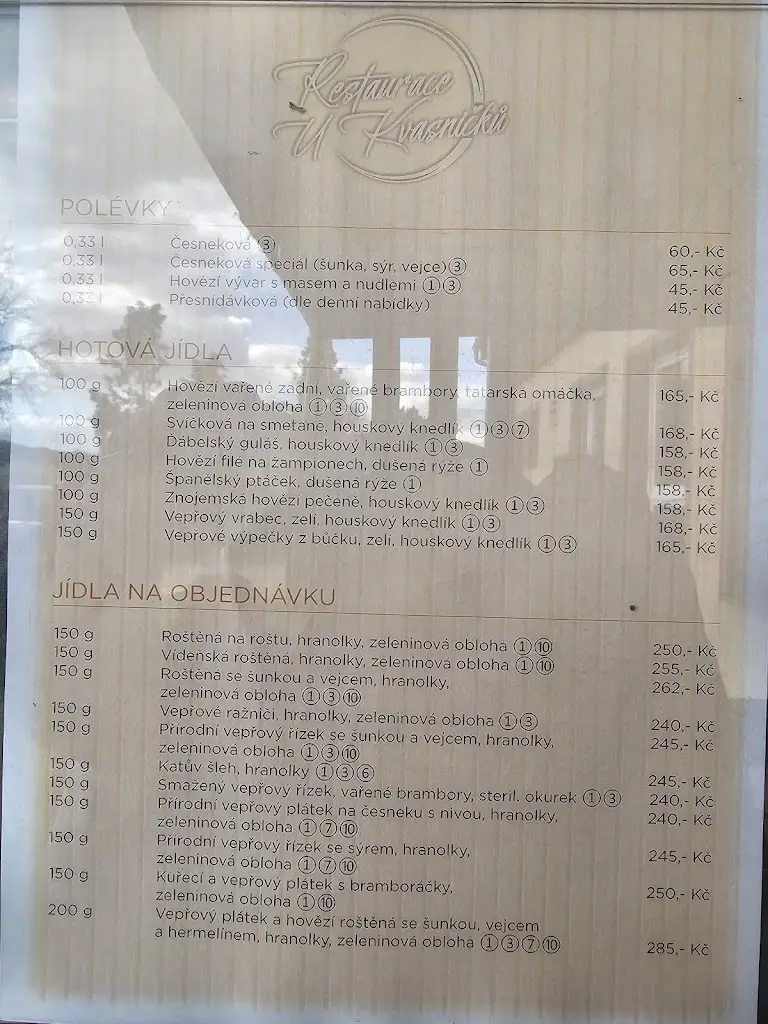 Restaurace
U Kvasničků
POLÉVKY
0,33 l Česneková ③ 60,- Kč
0,33 l Česneková speciál (šunka, sýr, vejce)③ 65,- Kč
0,33 l Hovězí vývar s masem a nudlemi ①③ 45,- Kč
0,33 l Přesnídávková (dle denní nabídky) 45,- Kč
HOTOVÁ JÍDLA
100 g Hovězí vařené zadní, vařené brambory, tatarská omáčka, 165,- Kč
zeleninová obloha ①③⑩
100 g Svíčková na smetaně, houskový knedlík ①③⑦ 168,- Kč
100 g Ďábelský guláš, houskový knedlík ①③ 158,- Kč
100 g Hovězí filé na žampionech, dušená rýže ① 158,- Kč
100 g Španělský ptáček, dušená rýže ① 158,- Kč
100 g Znojemská hovězí pečeně, houskový knedlík ①③ 158,- Kč
150 g Vepřový vrabec, zelí, houskový knedlík ①③ 168,- Kč
150 g Vepřové výpečky z bůčku, zelí, houskový knedlík ①③ 165,- Kč
JÍDLA NA OBJEDNÁVKU
150 g Roštěná na roštu, hranolky, zeleninová obloha ①⑩ 250,- Kč
150 g Vídeňská roštěná, hranolky, zeleninová obloha ①⑩ 255,- Kč
150 g Roštěná se šunkou a vejcem, hranolky, 262,- Kč
zeleninová obloha ①③⑩
150 g Vepřové ražniči, hranolky, zeleninová obloha ①③ 240,- Kč
150 g Přírodní vepřový řízek se šunkou a vejcem, hranolky, 245,- Kč
zeleninová obloha ①③⑩
150 g Katův šleh, hranolky ①③⑥ 245,- Kč
150 g Smažený vepřový řízek, vařené brambory, steril. okurek ①③ 240,- Kč
150 g Přírodní vepřový plátek na česneku s nivou, hranolky, 240,- Kč
zeleninová obloha ①⑦⑩
150 g Přírodní vepřový řízek se sýrem, hranolky, 245,- Kč
zeleninová obloha ①⑦⑩
150 g Kuřecí a vepřový plátek s bramboráčky, 250,- Kč
zeleninová obloha ①⑩
200 g Vepřový plátek a hovězí roštěná se šunkou, vejcem
a hermelínem, hranolky, zeleninová obloha ①③⑦⑩ 285,- Kč